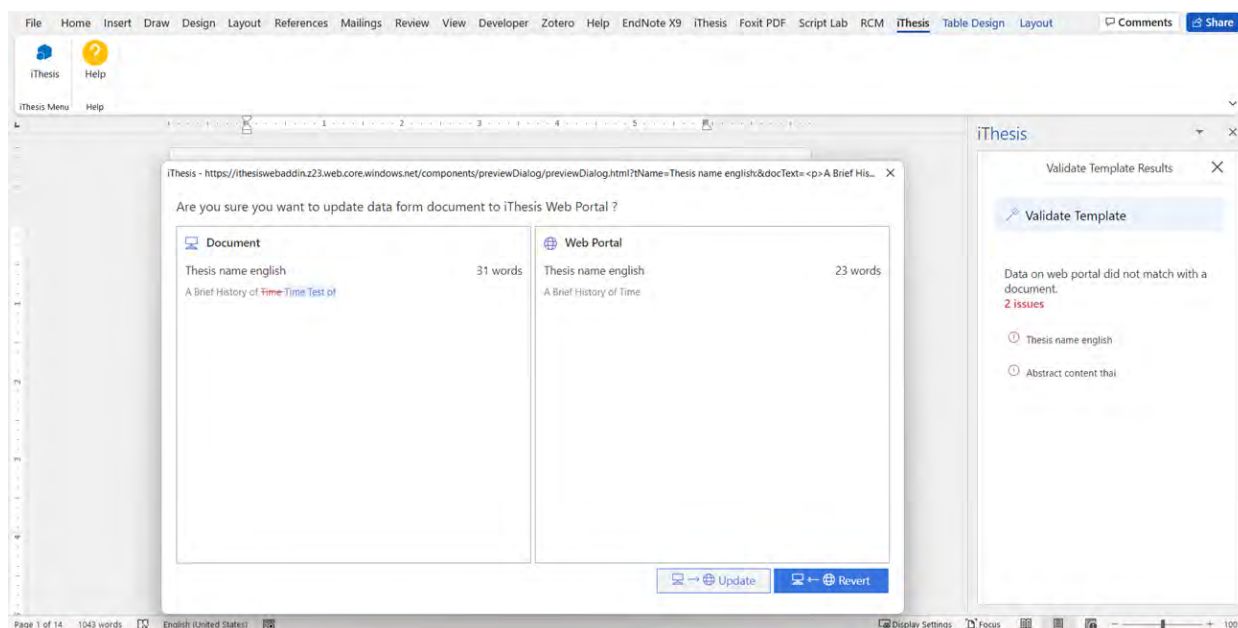 File Home Insert Draw Design Layout References Mailings Review View Developer Zotero Help EndNote X9 iThesis Foxit PDF Script Lab RCM iThesis Table Design Layout Comments Share
iThesis Help
iThesis Menu Help
1 2 3 4 5
iThesis
iThesis - https://ithesiswebaddin.z23.web.core.windows.net/components/previewDialog/previewDialog.html?tName=Thesis name english:&docText=<p>A Brief His...
Validate Template Results
Are you sure you want to update data form document to iThesis Web Portal ?
Validate Template
Document
Thesis name english 31 words
A Brief History of Time Time Test of
Web Portal
Thesis name english 23 words
A Brief History of Time
Data on web portal did not match with a
document.
2 issues
Thesis name english
Abstract content thai
Update Revert
Page 1 of 14 1043 words English (United States) Display Settings Focus 100